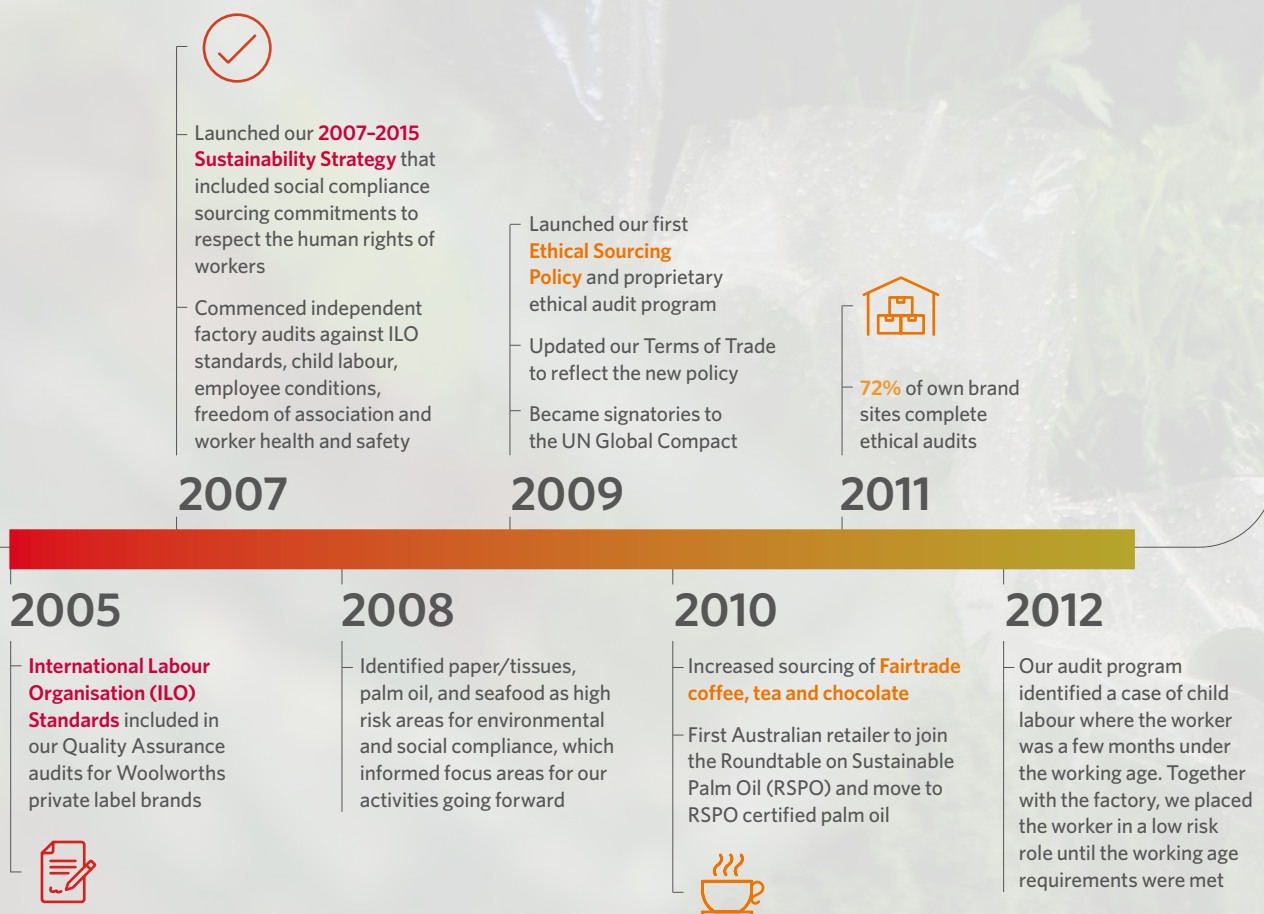 Launched our 2007–2015
Sustainability Strategy that
included social compliance
sourcing commitments to
respect the human rights of
workers
Commenced independent
factory audits against ILO
standards, child labour,
employee conditions,
freedom of association and
worker health and safety
2007
Launched our first
Ethical Sourcing
Policy and proprietary
ethical audit program
Updated our Terms of Trade
to reflect the new policy
Became signatories to
the UN Global Compact
2009
72% of own brand
sites complete
ethical audits
2011
2005
International Labour
Organisation (ILO)
Standards included in
our Quality Assurance
audits for Woolworths
private label brands
2008
Identified paper/tissues,
palm oil, and seafood as high
risk areas for environmental
and social compliance, which
informed focus areas for our
activities going forward
2010
Increased sourcing of Fairtrade
coffee, tea and chocolate
First Australian retailer to join
the Roundtable on Sustainable
Palm Oil (RSPO) and move to
RSPO certified palm oil
2012
Our audit program
identified a case of child
labour where the worker
was a few months under
the working age. Together
with the factory, we placed
the worker in a low risk
role until the working age
requirements were met